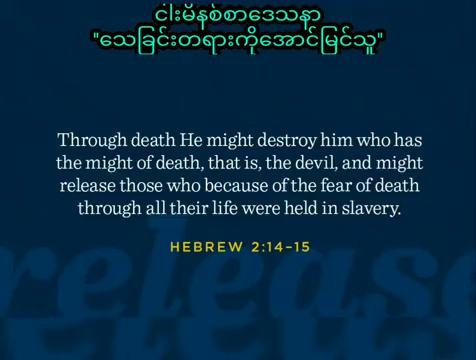 ငါးမိနစ်စာဒေသနာ
"သေခြင်းတရားကိုအောင်မြင်သူ"
Through death He might destroy him who has
the might of death, that is, the devil, and might
release those who because of the fear of death
through all their life were held in slavery.
HEBREW 2:14–15
release